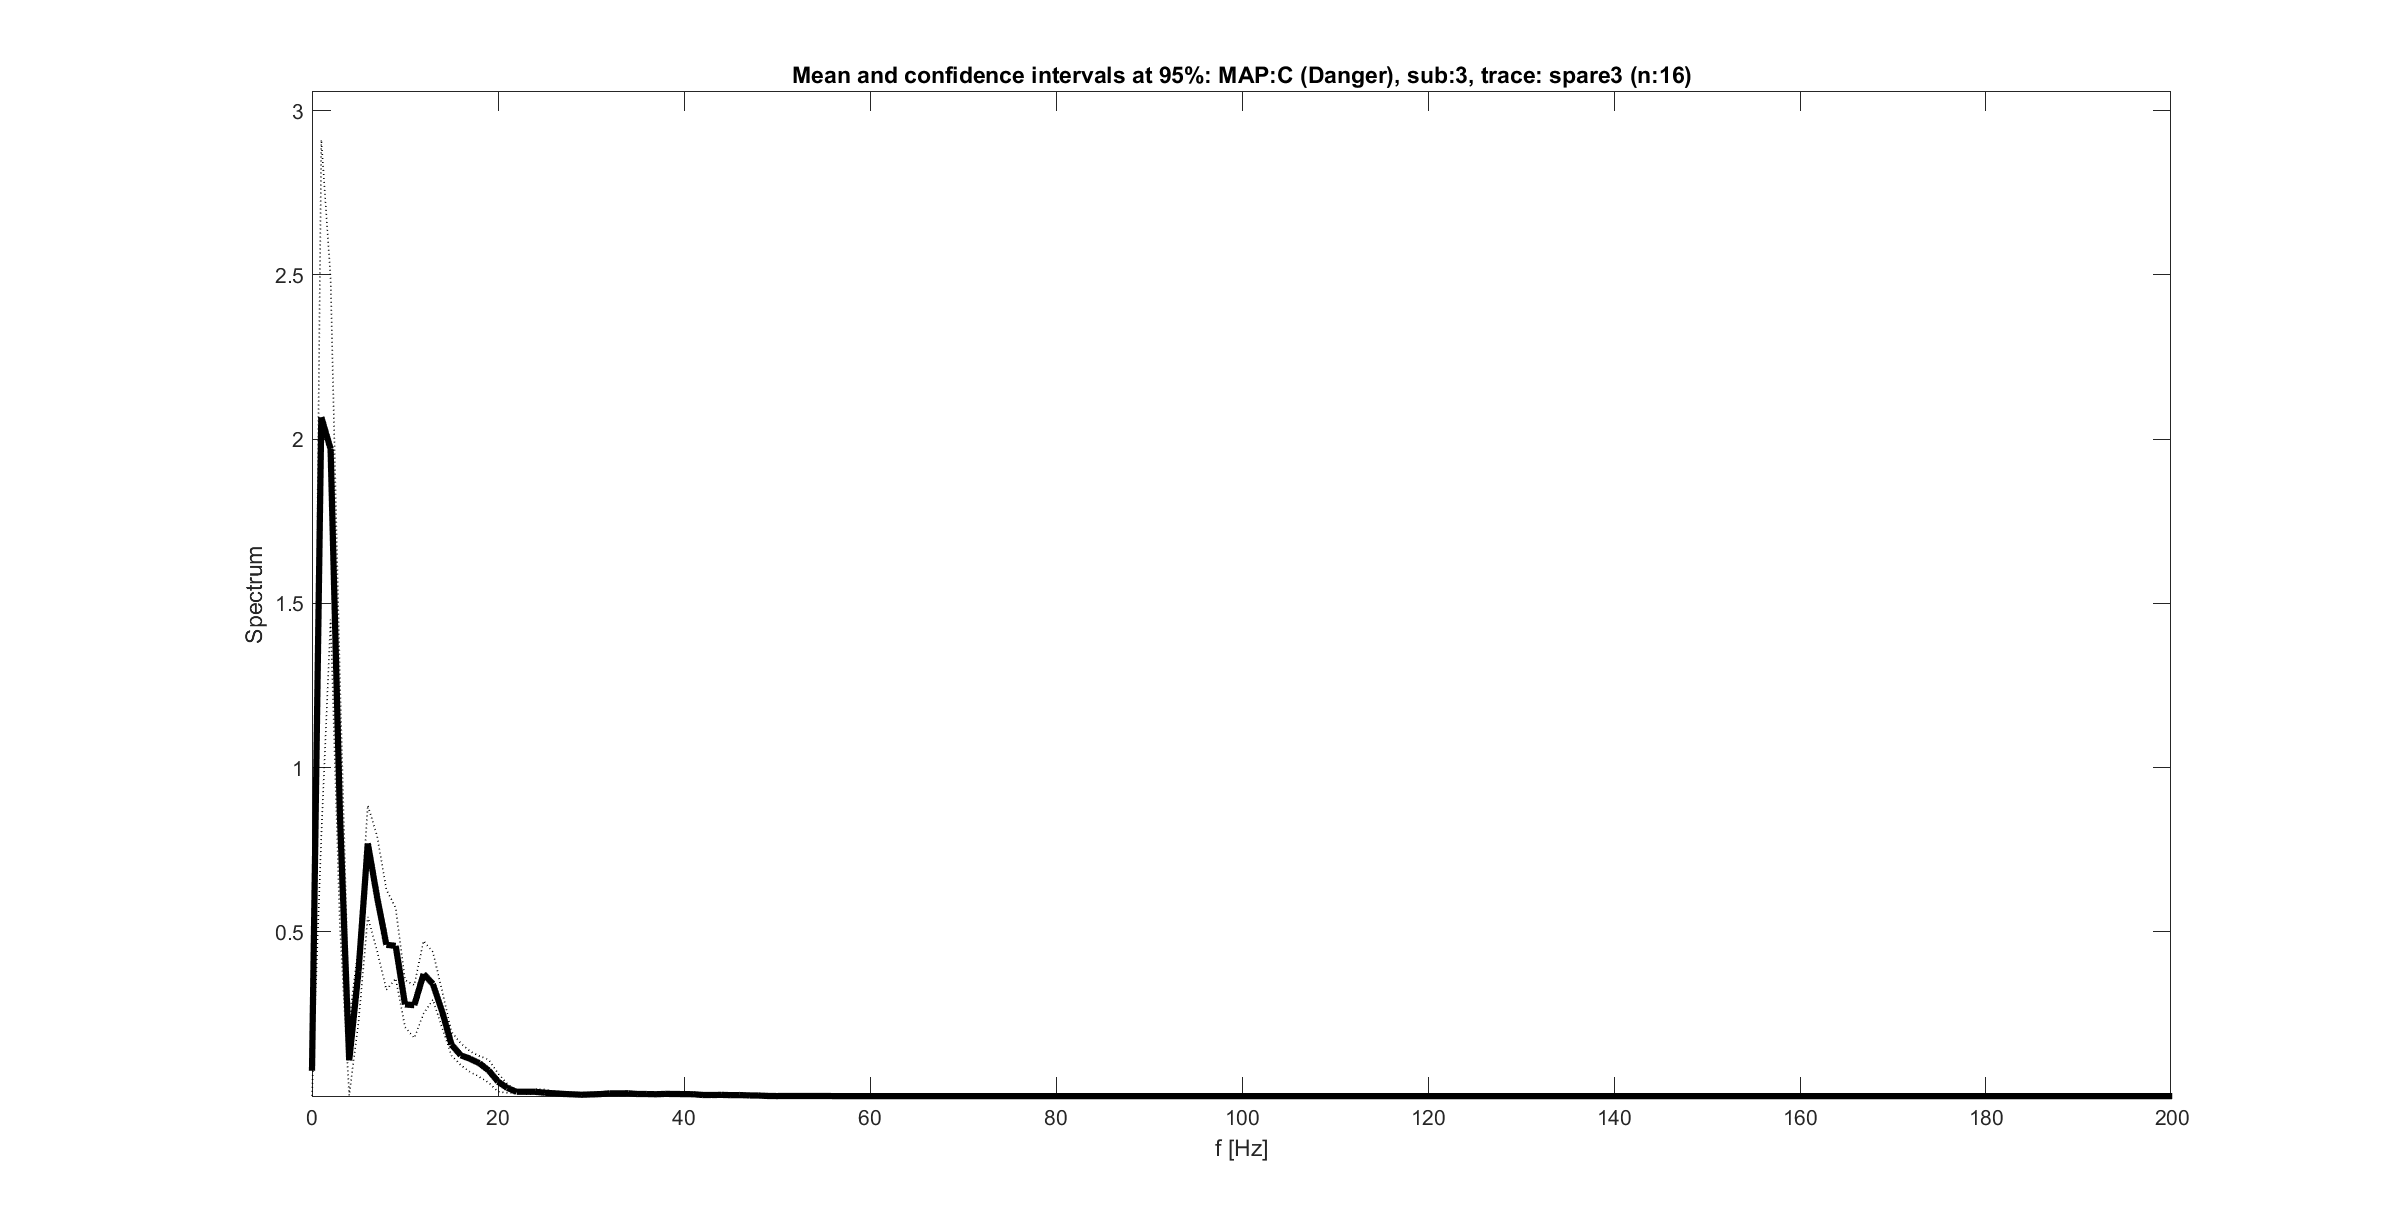 Mean and confidence intervals at 95%: MAP:C (Danger), sub:3, trace: spare3 (n:16)
3
2.5
2
1.5
1
0.5
Spectrum
0 20 40 60 80 100 120 140 160 180 200
f [Hz]